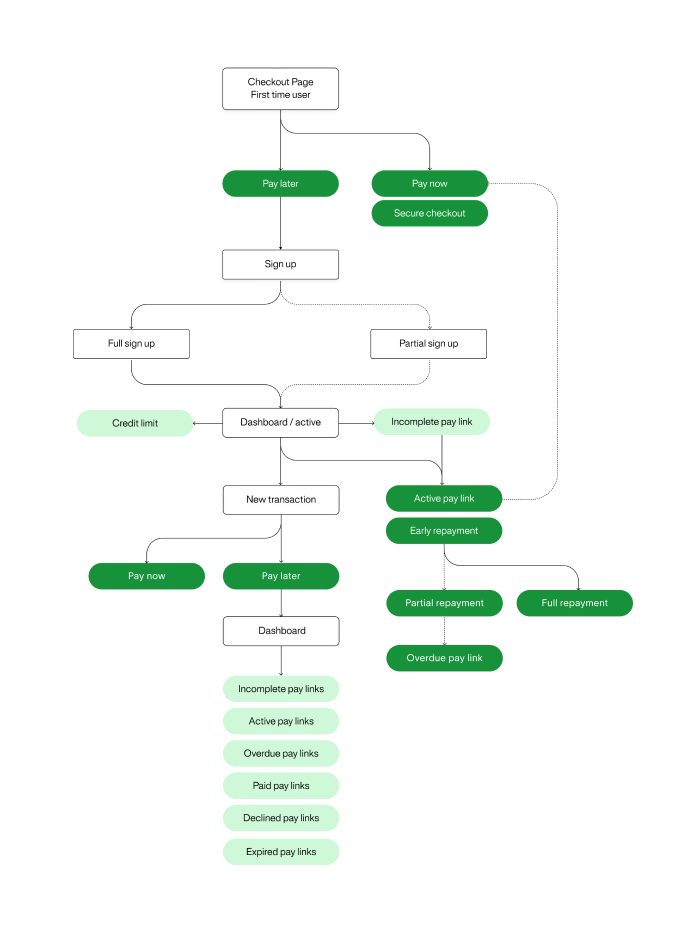 Checkout Page
First time user
Pay later
Pay now
Secure checkout
Sign up
Full sign up
Partial sign up
Credit limit
Dashboard / active
Incomplete pay link
New transaction
Active pay link
Early repayment
Pay now
Pay later
Partial repayment
Full repayment
Dashboard
Overdue pay link
Incomplete pay links
Active pay links
Overdue pay links
Paid pay links
Declined pay links
Expired pay links